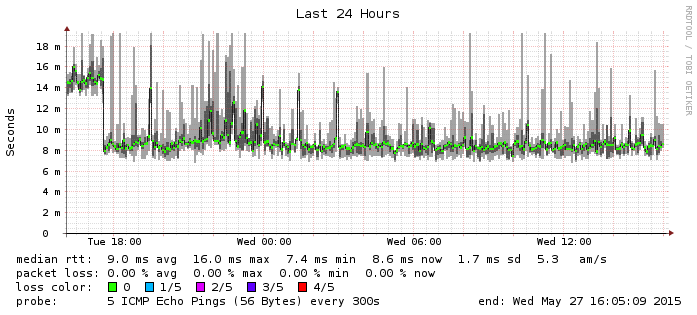 Last 24 Hours
RRDTOOL / TOBI OETIKER
Seconds
18 m
16 m
14 m
12 m
10 m
8 m
6 m
4 m
2 m
0
Tue 18:00 Wed 00:00 Wed 06:00 Wed 12:00
median rtt: 9.0 ms avg 16.0 ms max 7.4 ms min 8.6 ms now 1.7 ms sd 5.3 am/s
packet loss: 0.00 % avg 0.00 % max 0.00 % min 0.00 % now
loss color: 0 1/5 2/5 3/5 4/5
probe: 5 ICMP Echo Pings (56 Bytes) every 300s end: Wed May 27 16:05:09 2015